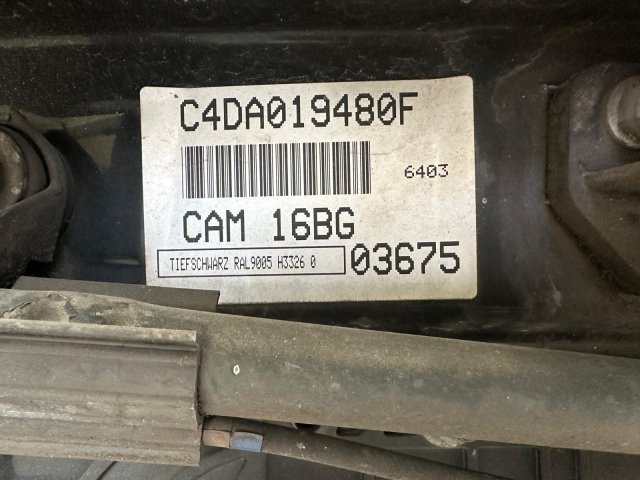 C4DA019480F
6403
CAM 16BG
TIEFSCHWARZ RAL9005 H3326 0
03675